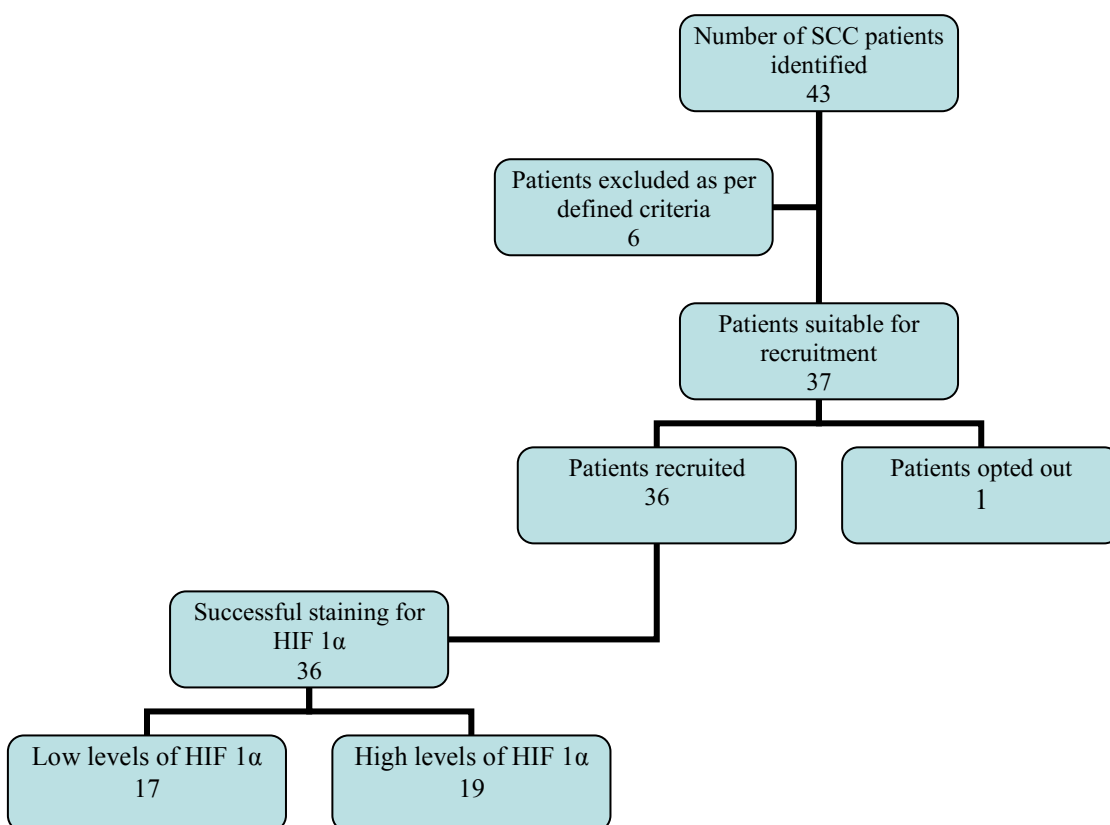 Number of SCC patients
identified
43
Patients excluded as per
defined criteria
6
Patients suitable for
recruitment
37
Patients recruited
36
Patients opted out
1
Successful staining for
HIF 1α
36
Low levels of HIF 1α
17
High levels of HIF 1α
19